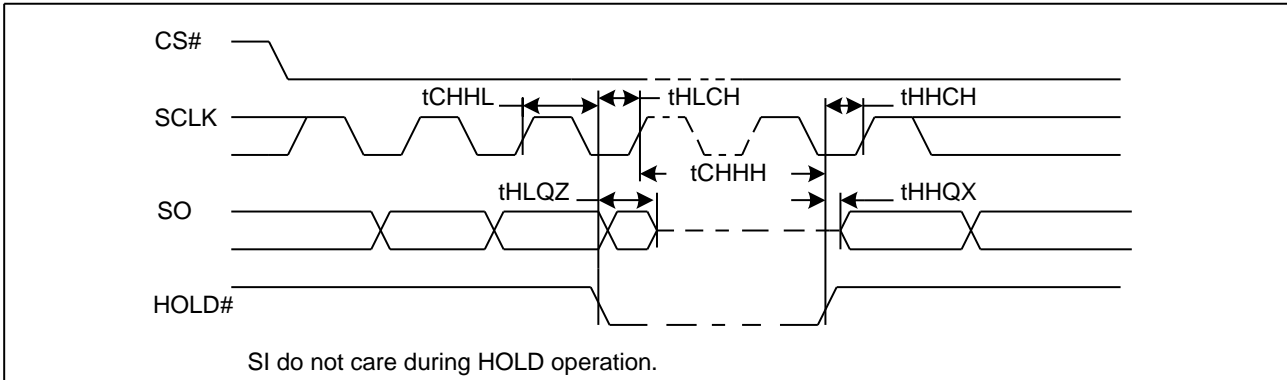 CS#
tCHHL tHLCH tHHCH
SCLK
tCHHH
tHLQZ tHHQX
SO
HOLD#
SI do not care during HOLD operation.